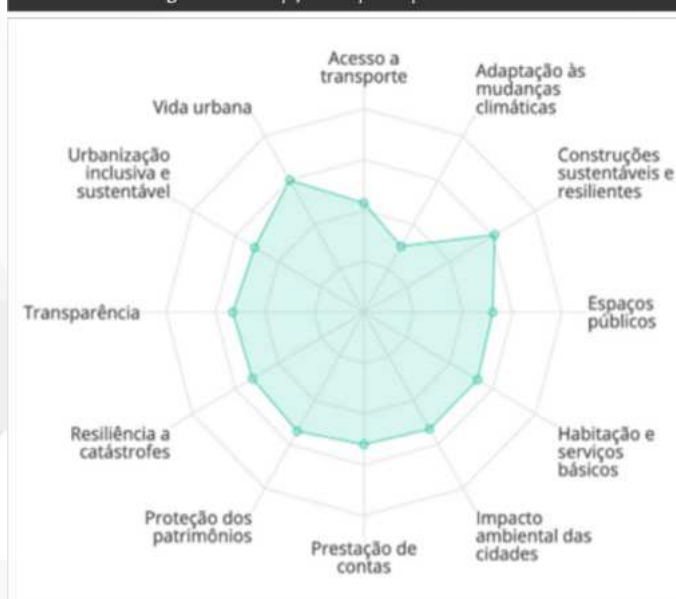 Acesso a
transporte
Adaptação às
mudanças
climáticas
Construções
sustentáveis e
resilientes
Espaços
públicos
Habitação e
serviços
básicos
Impacto
ambiental das
cidades
Prestação de
contas
Proteção dos
patrimônios
Resiliência a
catástrofes
Transparência
Urbanização
inclusiva e
sustentável
Vida urbana